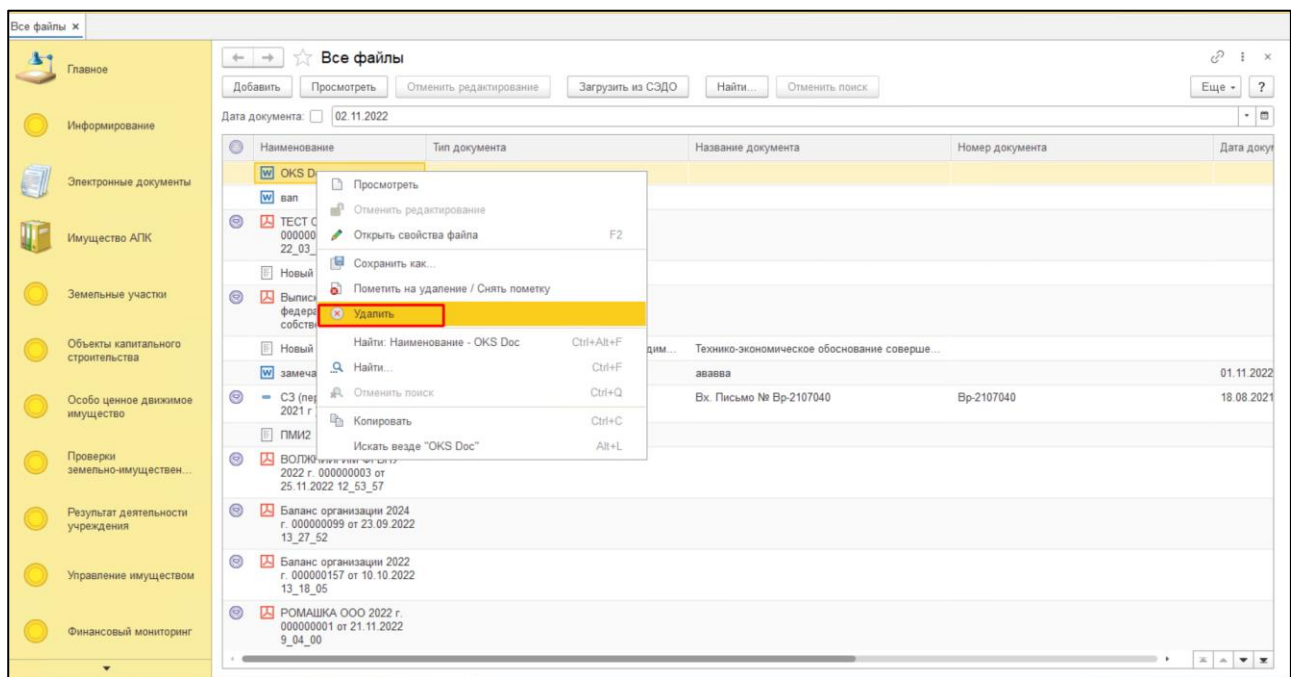 Все файлы ×
Главное
Информирование
Электронные документы
Имущество АПК
Земельные участки
Объекты капитального
строительства
Особо ценное движимое
имущество
Проверки
земельно-имуществен...
Результат деятельности
учреждения
Управление имуществом
Финансовый мониторинг
Все файлы
Добавить Просмотреть Отменить редактирование Загрузить из СЭДО Найти... Отменить поиск Еще ?
Дата документа: 02.11.2022
Наименование Тип документа Название документа Номер документа Дата докум
OKS D
вап
ТЕСТ
000000
22_03_
Новый
Выписк
федера
собстве
Новый дим... Технико-экономическое обоснование соверше...
замеча ававва 01.11.2022
СЗ (пер Вх. Письмо № Вр-2107040 Вр-2107040 18.08.2021
2021 г
ПМИ2
2022 г. 000000003 от
25.11.2022 12_53_57
Баланс организации 2024
г. 000000099 от 23.09.2022
13_27_52
Баланс организации 2022
г. 000000157 от 10.10.2022
13_18_05
РОМАШКА ООО 2022 г.
000000001 от 21.11.2022
9_04_00
Просмотреть
Отменить редактирование
Открыть свойства файла F2
Сохранить как...
Пометить на удаление / Снять пометку
Удалить
Найти: Наименование - OKS Doc Ctrl+Alt+F
Найти... Ctrl+F
Отменить поиск Ctrl+Q
Копировать Ctrl+C
Искать везде "OKS Doc" Alt+L